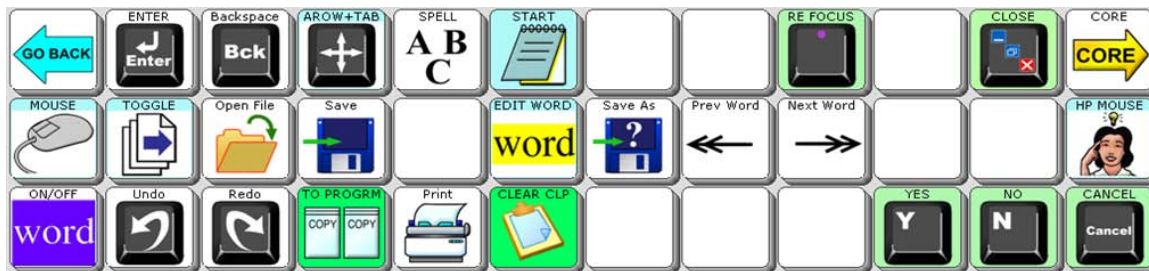 GO BACK
ENTER
Enter
Backspace
Bck
AROW+TAB
SPELL
A B
C
START
RE FOCUS
CLOSE
CORE
CORE
MOUSE
TOGGLE
Open File
Save
EDIT WORD
word
Save As
?
Prev Word
Next Word
HP MOUSE
ON/OFF
word
Undo
Redo
TO PROGRM
COPY COPY
Print
CLEAR CLP
YES
Y
NO
N
CANCEL
Cancel